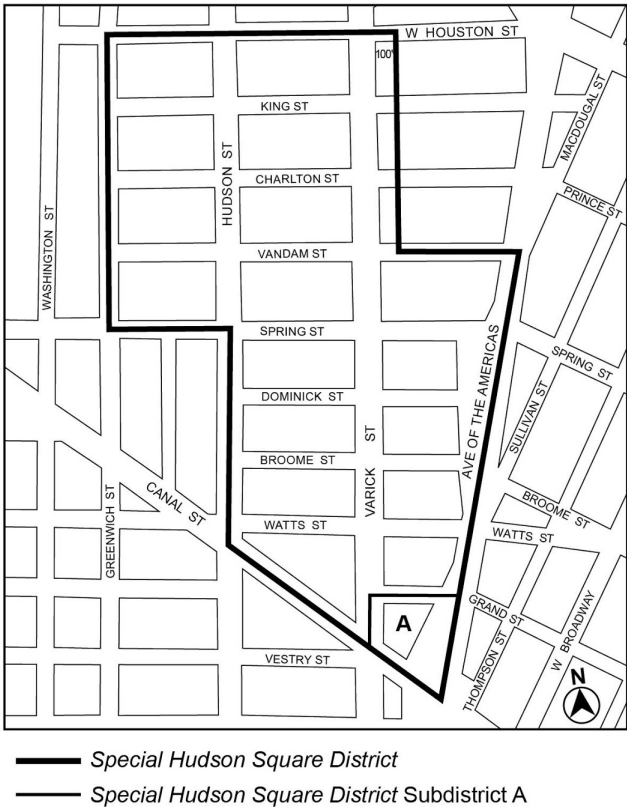 W HOUSTON ST
100'
KING ST
MACDOUGAL ST
HUDSON ST
CHARLTON ST
PRINCE ST
WASHINGTON ST
VANDAM ST
SPRING ST
AVE OF THE AMERICAS
SPRING ST
SULLIVAN ST
DOMINICK ST
VARICK ST
BROOME ST
CANAL ST
GREENWICH ST
BROOME ST
WATTS ST
WATTS ST
GRAND ST
A
W BROADWAY
THOMPSON ST
VESTRY ST
N
Special Hudson Square District
Special Hudson Square District Subdistrict A